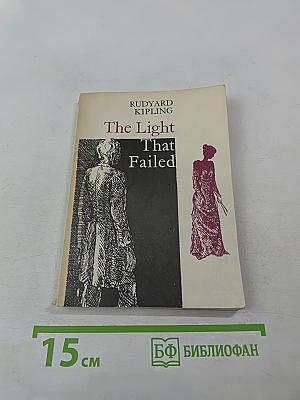 RUDYARD
KIPLING
The Light
That
Failed
15 см
БФ БИБЛИОФАН